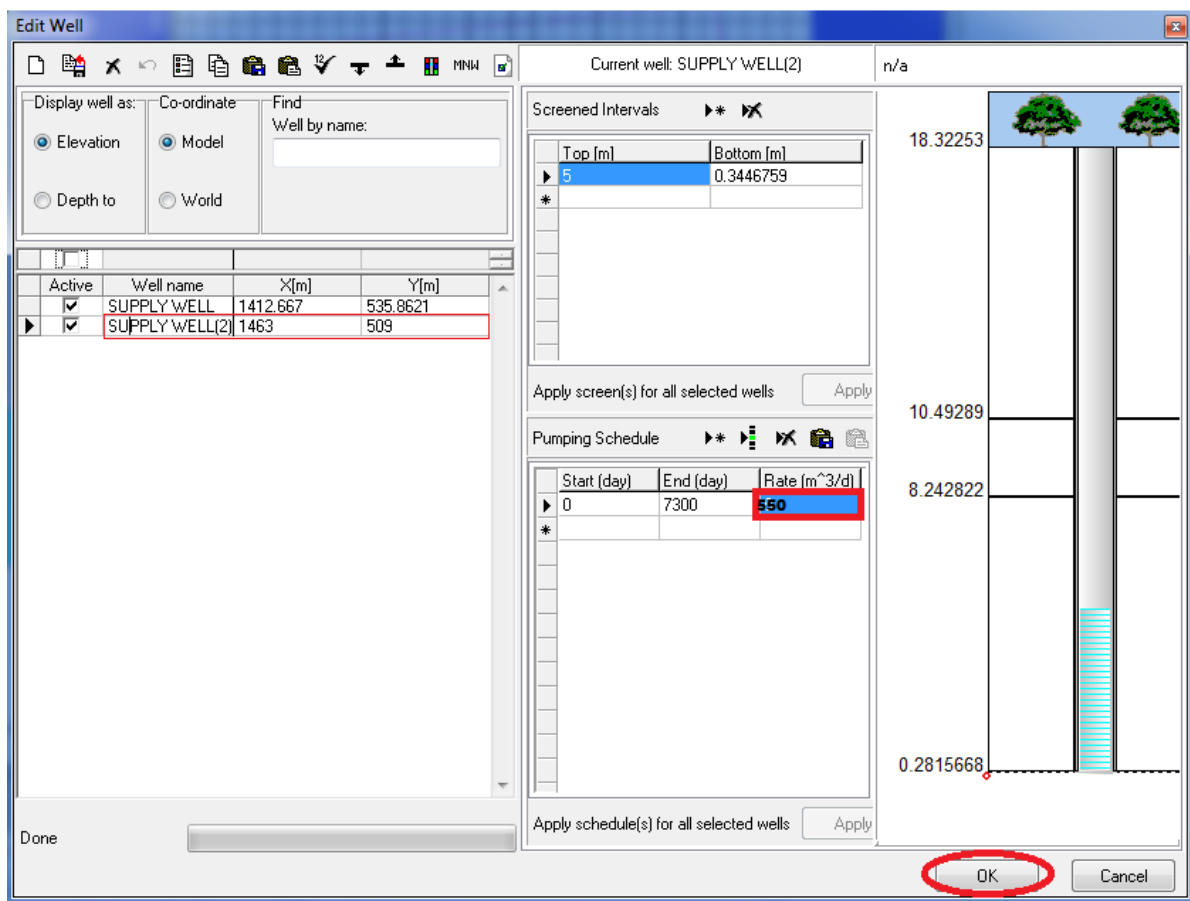 Edit Well
MNW
Current well: SUPPLY WELL(2)
n/a
Display well as:
Elevation
Depth to
Co-ordinate
Model
World
Find
Well by name:
Active Well name X[m] Y[m]
SUPPLY WELL 1412.667 535.8621
SUPPLY WELL(2) 1463 509
Done
Screened Intervals
Top [m] Bottom [m]
5 0.3446759
Apply screen(s) for all selected wells Apply
Pumping Schedule
Start (day) End (day) Rate (m^3/d)
0 7300 550
Apply schedule(s) for all selected wells Apply
18.32253
10.49289
8.242822
0.2815668
OK Cancel